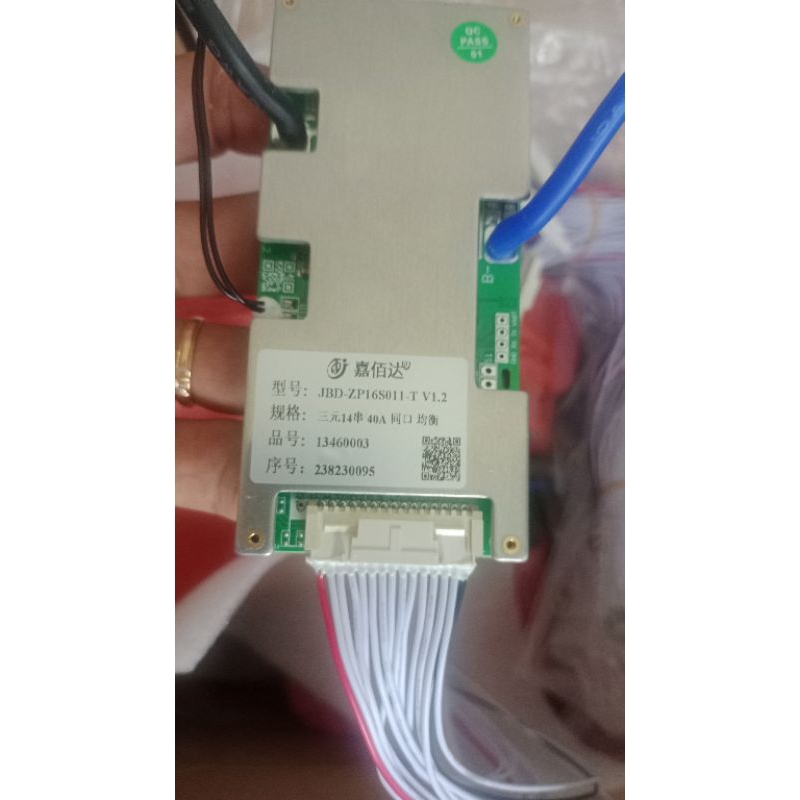 QC
PASS
01
B-
嘉佰达
型号： JBD-ZP16S011-T V1.2
规格： 三元14串 40A 同口 均衡
品号： 13460003
序号： 238230095